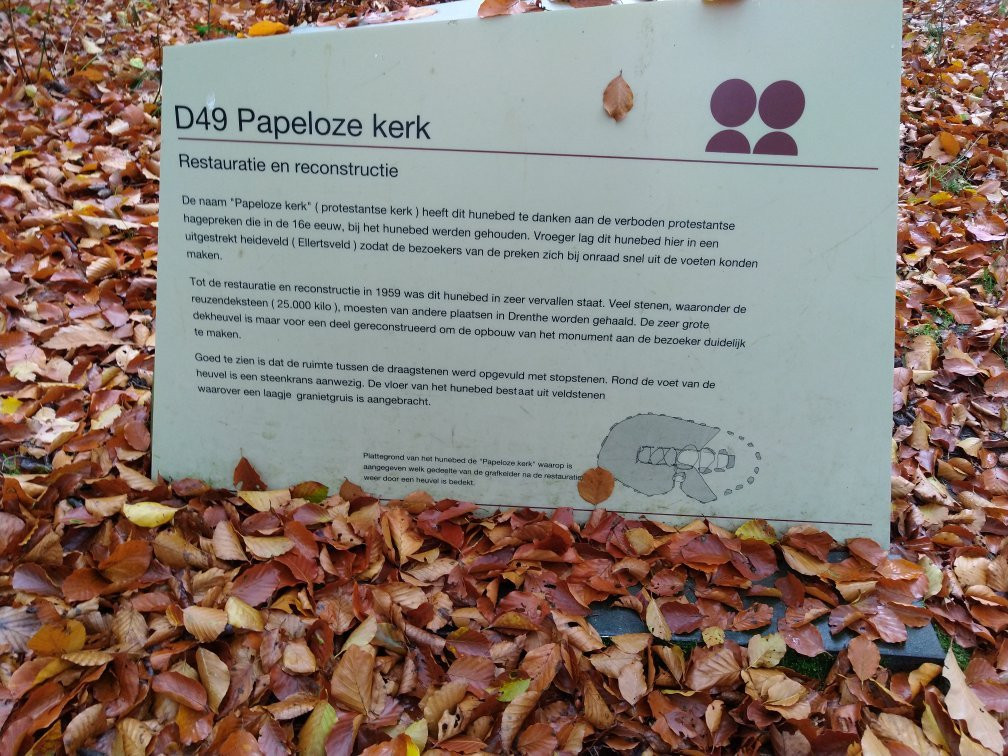 D49 Papeloze kerk
Restauratie en reconstructie
De naam "Papeloze kerk" ( protestantse kerk ) heeft dit hunebed te danken aan de verboden protestantse
hagepreken die in de 16e eeuw, bij het hunebed werden gehouden. Vroeger lag dit hunebed hier in een
uitgestrekt heideveld ( Ellertsveld ) zodat de bezoekers van de preken zich bij onraad snel uit de voeten konden
maken.
Tot de restauratie en reconstructie in 1959 was dit hunebed in zeer vervallen staat. Veel stenen, waaronder de
reuzendeksteen ( 25.000 kilo ), moesten van andere plaatsen in Drenthe worden gehaald. De zeer grote
dekheuvel is maar voor een deel gereconstrueerd om de opbouw van het monument aan de bezoeker duidelijk
te maken.
Goed te zien is dat de ruimte tussen de draagstenen werd opgevuld met stopstenen. Rond de voet van de
heuvel is een steenkrans aanwezig. De vloer van het hunebed bestaat uit veldstenen
waarover een laagje granietgruis is aangebracht.
Plattegrond van het hunebed de "Papeloze kerk" waarop is
aangegeven welk gedeelte van de grafkelder na de restauratie
weer door een heuvel is bedekt.